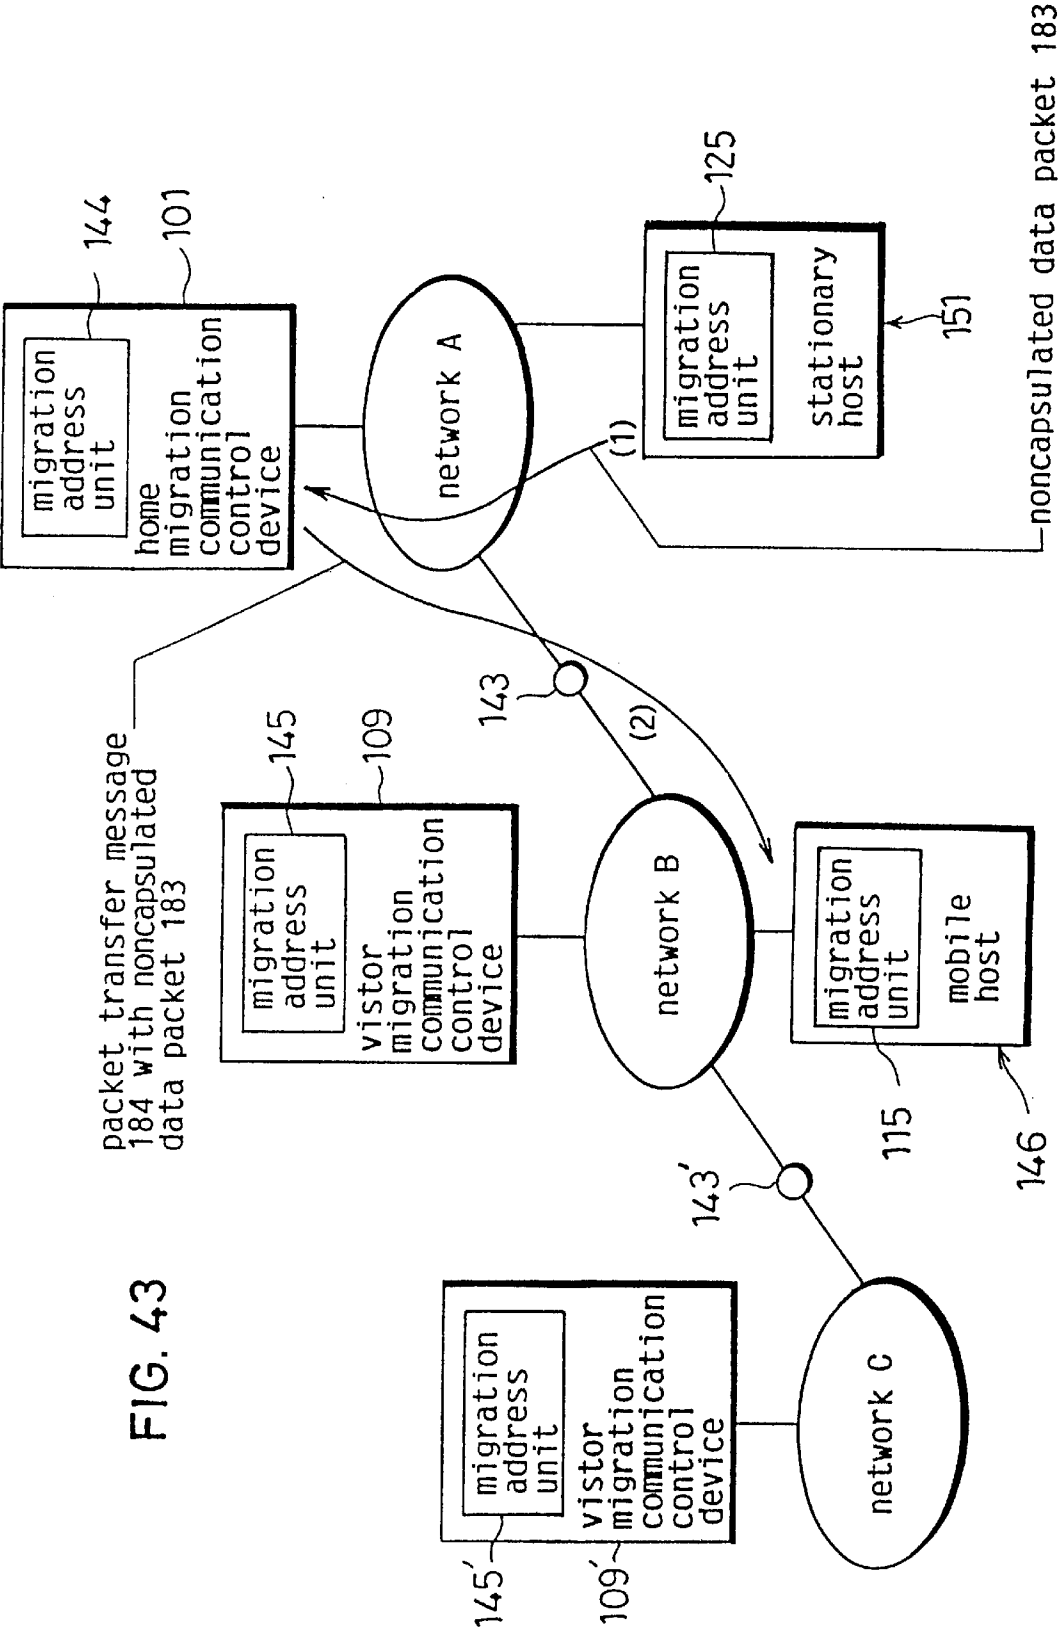 FIG. 43
packet transfer message
184 with noncapsulated
data packet 183
migration
address
unit
144
home
migration
communication
control
device
101
migration
address
unit
145
vistor
migration
communication
control
device
109
migration
address
unit
145'
vistor
migration
communication
control
device
109'
network A
143
(2)
(1)
network B
143'
network C
migration
address
unit
125
stationary
host
151
migration
address
unit
115
mobile
host
146
noncapsulated data packet 183